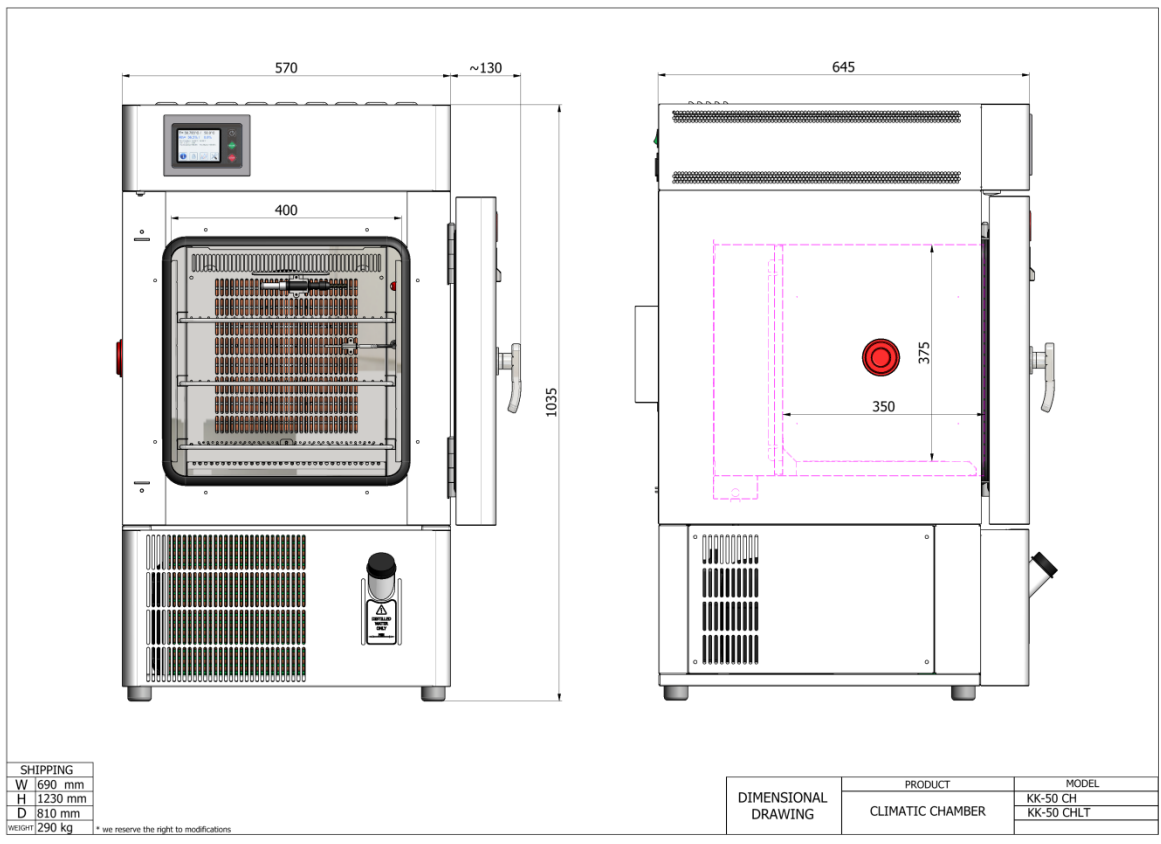 570
~130
645
400
1035
375
350
DISTILLED
WATER
ONLY
SHIPPING
W 690 mm
H 1230 mm
D 810 mm
WEIGHT 290 kg
* we reserve the right to modifications
DIMENSIONAL
DRAWING
PRODUCT
CLIMATIC CHAMBER
MODEL
KK-50 CH
KK-50 CHLT